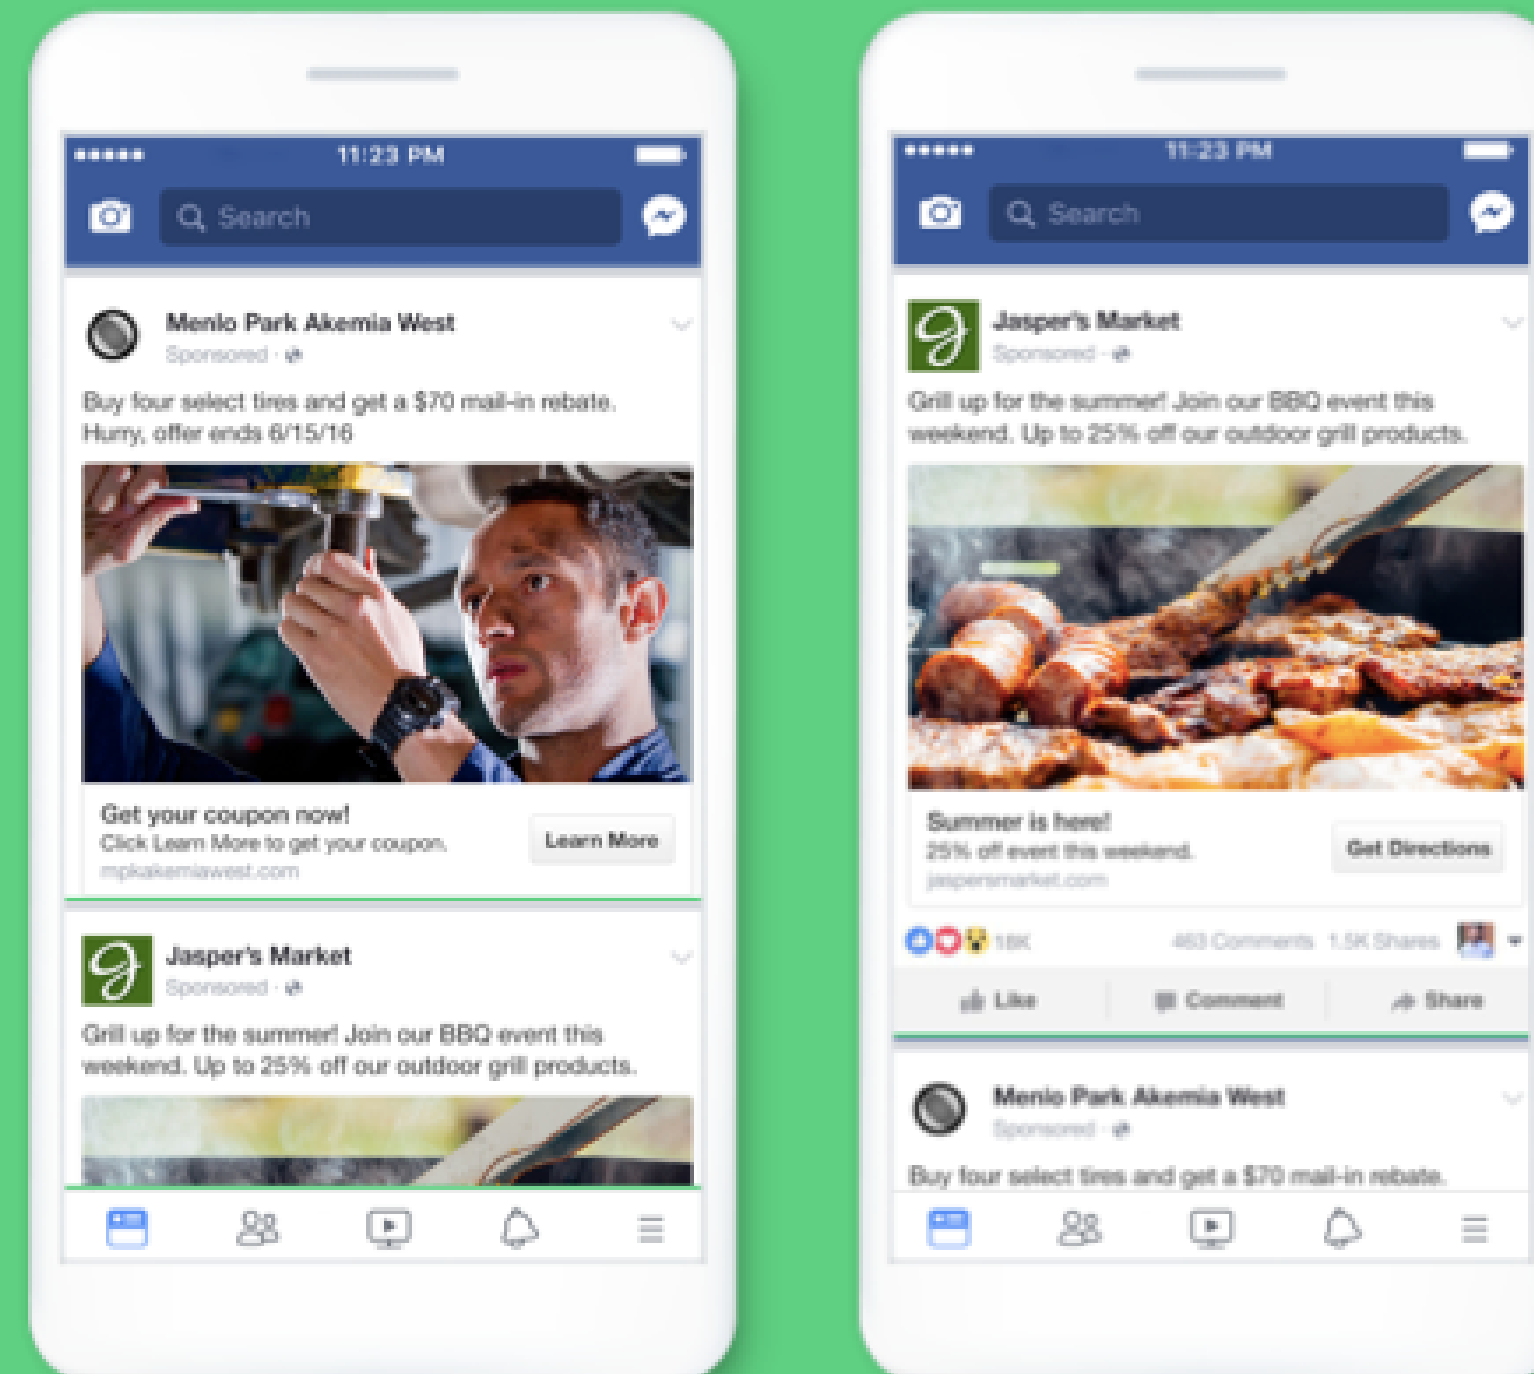 11:23 PM
Search
Menlo Park Akemia West
Sponsored ·
Buy four select tires and get a $70 mail-in rebate.
Hurry, offer ends 6/15/16
Get your coupon now!
Click Learn More to get your coupon.
mpkakemiawest.com
Learn More
Jasper's Market
Sponsored ·
Grill up for the summer! Join our BBQ event this
weekend. Up to 25% off our outdoor grill products.
11:23 PM
Search
Jasper's Market
Sponsored ·
Grill up for the summer! Join our BBQ event this
weekend. Up to 25% off our outdoor grill products.
Summer is here!
25% off event this weekend.
jaspersmarket.com
Get Directions
18K 463 Comments 1.5K Shares
Like Comment Share
Menlo Park Akemia West
Sponsored ·
Buy four select tires and get a $70 mail-in rebate.